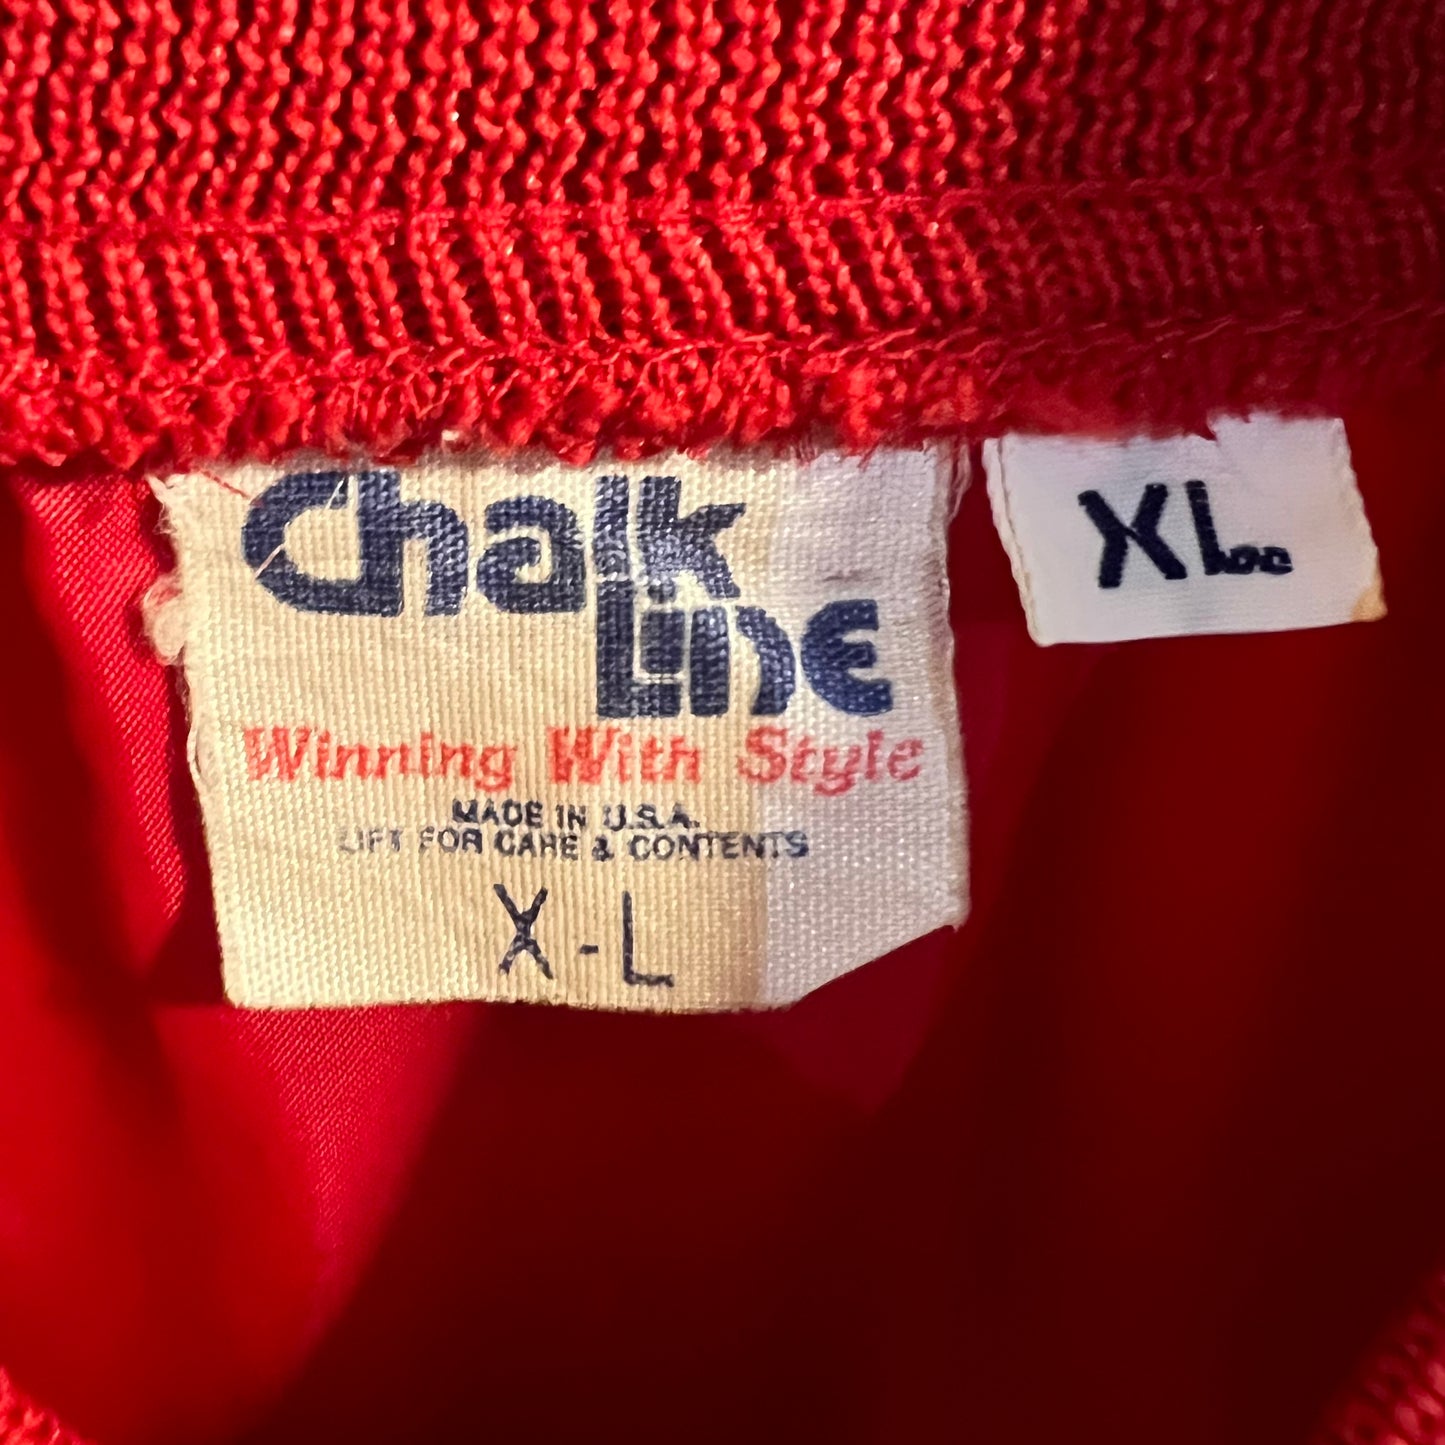 Chalk
Line
Winning With Style
MADE IN U.S.A.
LIFT FOR CARE & CONTENTS
X-L
XL